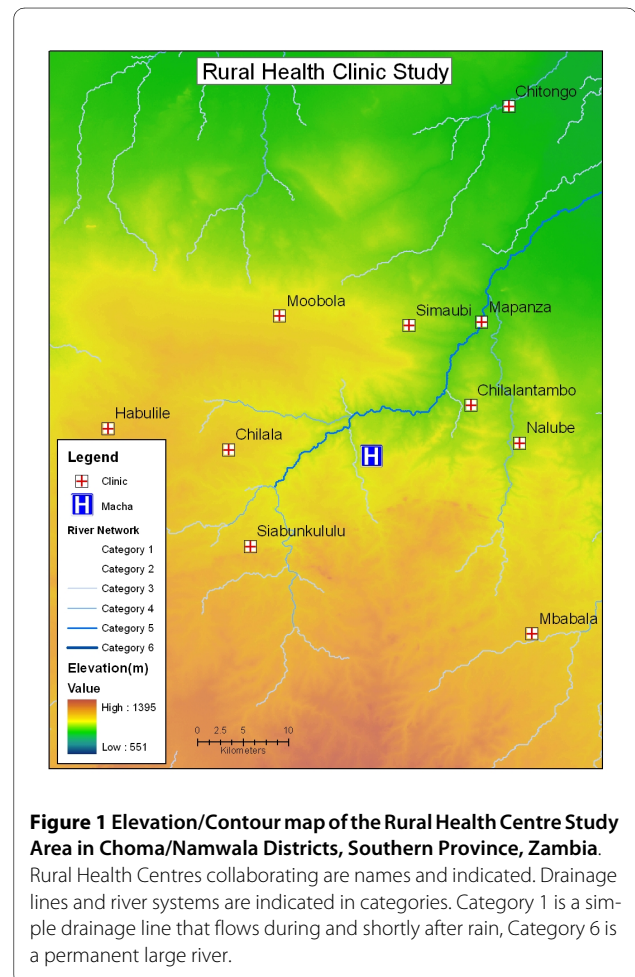 Rural Health Clinic Study
Chitongo
Moobola
Simaubi
Mapanza
Chilalantambo
Habulile
Chilala
Nalube
H
Siabunkululu
Mbabala
Legend
Clinic
H Macha
River Network
Category 1
Category 2
Category 3
Category 4
Category 5
Category 6
Elevation(m)
Value
High : 1395
Low : 551
0 2.5 5 10
Kilometers
Figure 1 Elevation/Contour map of the Rural Health Centre Study
Area in Choma/Namwala Districts, Southern Province, Zambia.
Rural Health Centres collaborating are names and indicated. Drainage
lines and river systems are indicated in categories. Category 1 is a sim-
ple drainage line that flows during and shortly after rain, Category 6 is
a permanent large river.